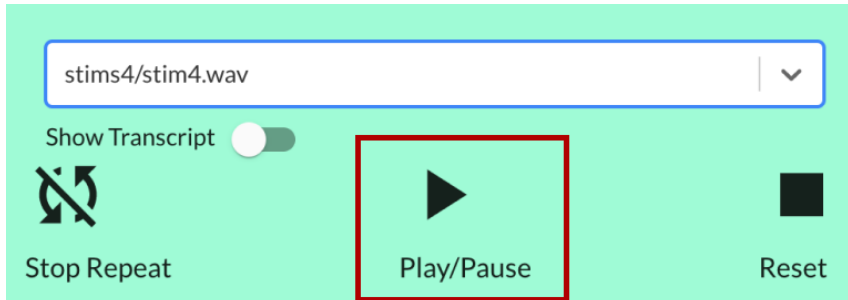 stims4/stim4.wav
Show Transcript
Stop Repeat
Play/Pause
Reset